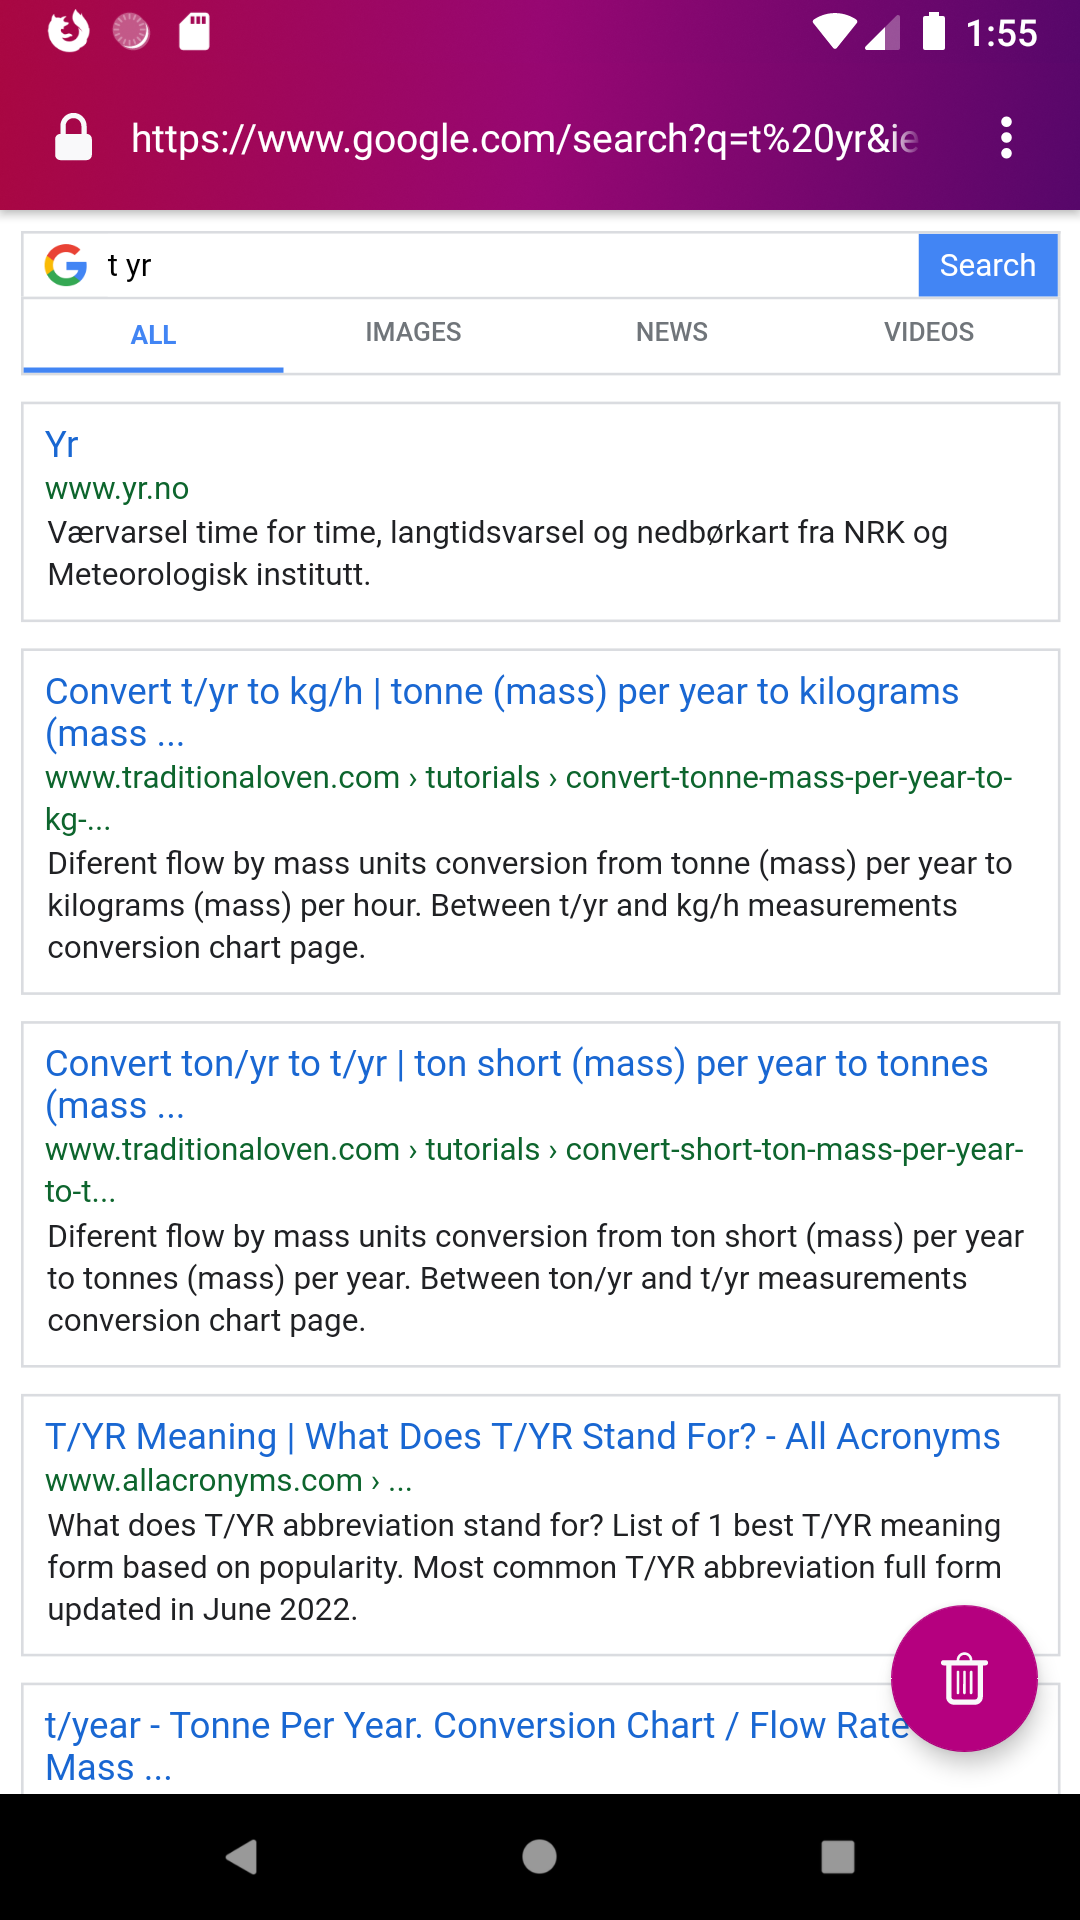 1:55
https://www.google.com/search?q=t%20yr&ie
t yr
Search
ALL
IMAGES
NEWS
VIDEOS
Yr
www.yr.no
Værvarsel time for time, langtidsvarsel og nedbørkart fra NRK og
Meteorologisk institutt.
Convert t/yr to kg/h | tonne (mass) per year to kilograms
(mass ...
www.traditionaloven.com › tutorials › convert-tonne-mass-per-year-to-
kg-...
Diferent flow by mass units conversion from tonne (mass) per year to
kilograms (mass) per hour. Between t/yr and kg/h measurements
conversion chart page.
Convert ton/yr to t/yr | ton short (mass) per year to tonnes
(mass ...
www.traditionaloven.com › tutorials › convert-short-ton-mass-per-year-
to-t...
Diferent flow by mass units conversion from ton short (mass) per year
to tonnes (mass) per year. Between ton/yr and t/yr measurements
conversion chart page.
T/YR Meaning | What Does T/YR Stand For? - All Acronyms
www.allacronyms.com › ...
What does T/YR abbreviation stand for? List of 1 best T/YR meaning
form based on popularity. Most common T/YR abbreviation full form
updated in June 2022.
t/year - Tonne Per Year. Conversion Chart / Flow Rate
Mass ...